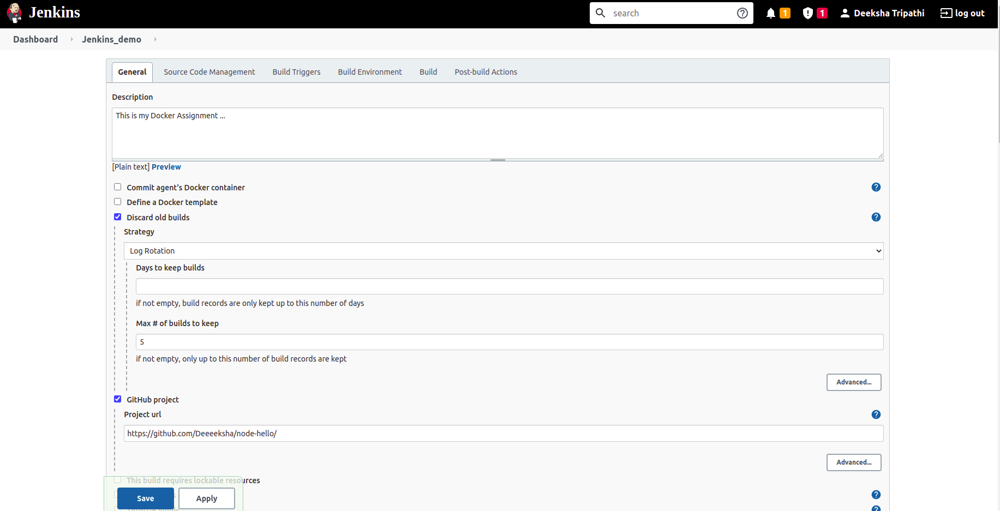 Jenkins
search
1
1
Deeksha Tripathi
log out
Dashboard
Jenkins_demo
General
Source Code Management
Build Triggers
Build Environment
Build
Post-build Actions
Description
This is my Docker Assignment ...
[Plain text] Preview
Commit agent's Docker container
Define a Docker template
Discard old builds
Strategy
Log Rotation
Days to keep builds
if not empty, build records are only kept up to this number of days
Max # of builds to keep
5
if not empty, only up to this number of build records are kept
Advanced...
GitHub project
Project url
https://github.com/Deeeeksha/node-hello/
Advanced...
This build requires lockable resources
Save
Apply
Throttle builds